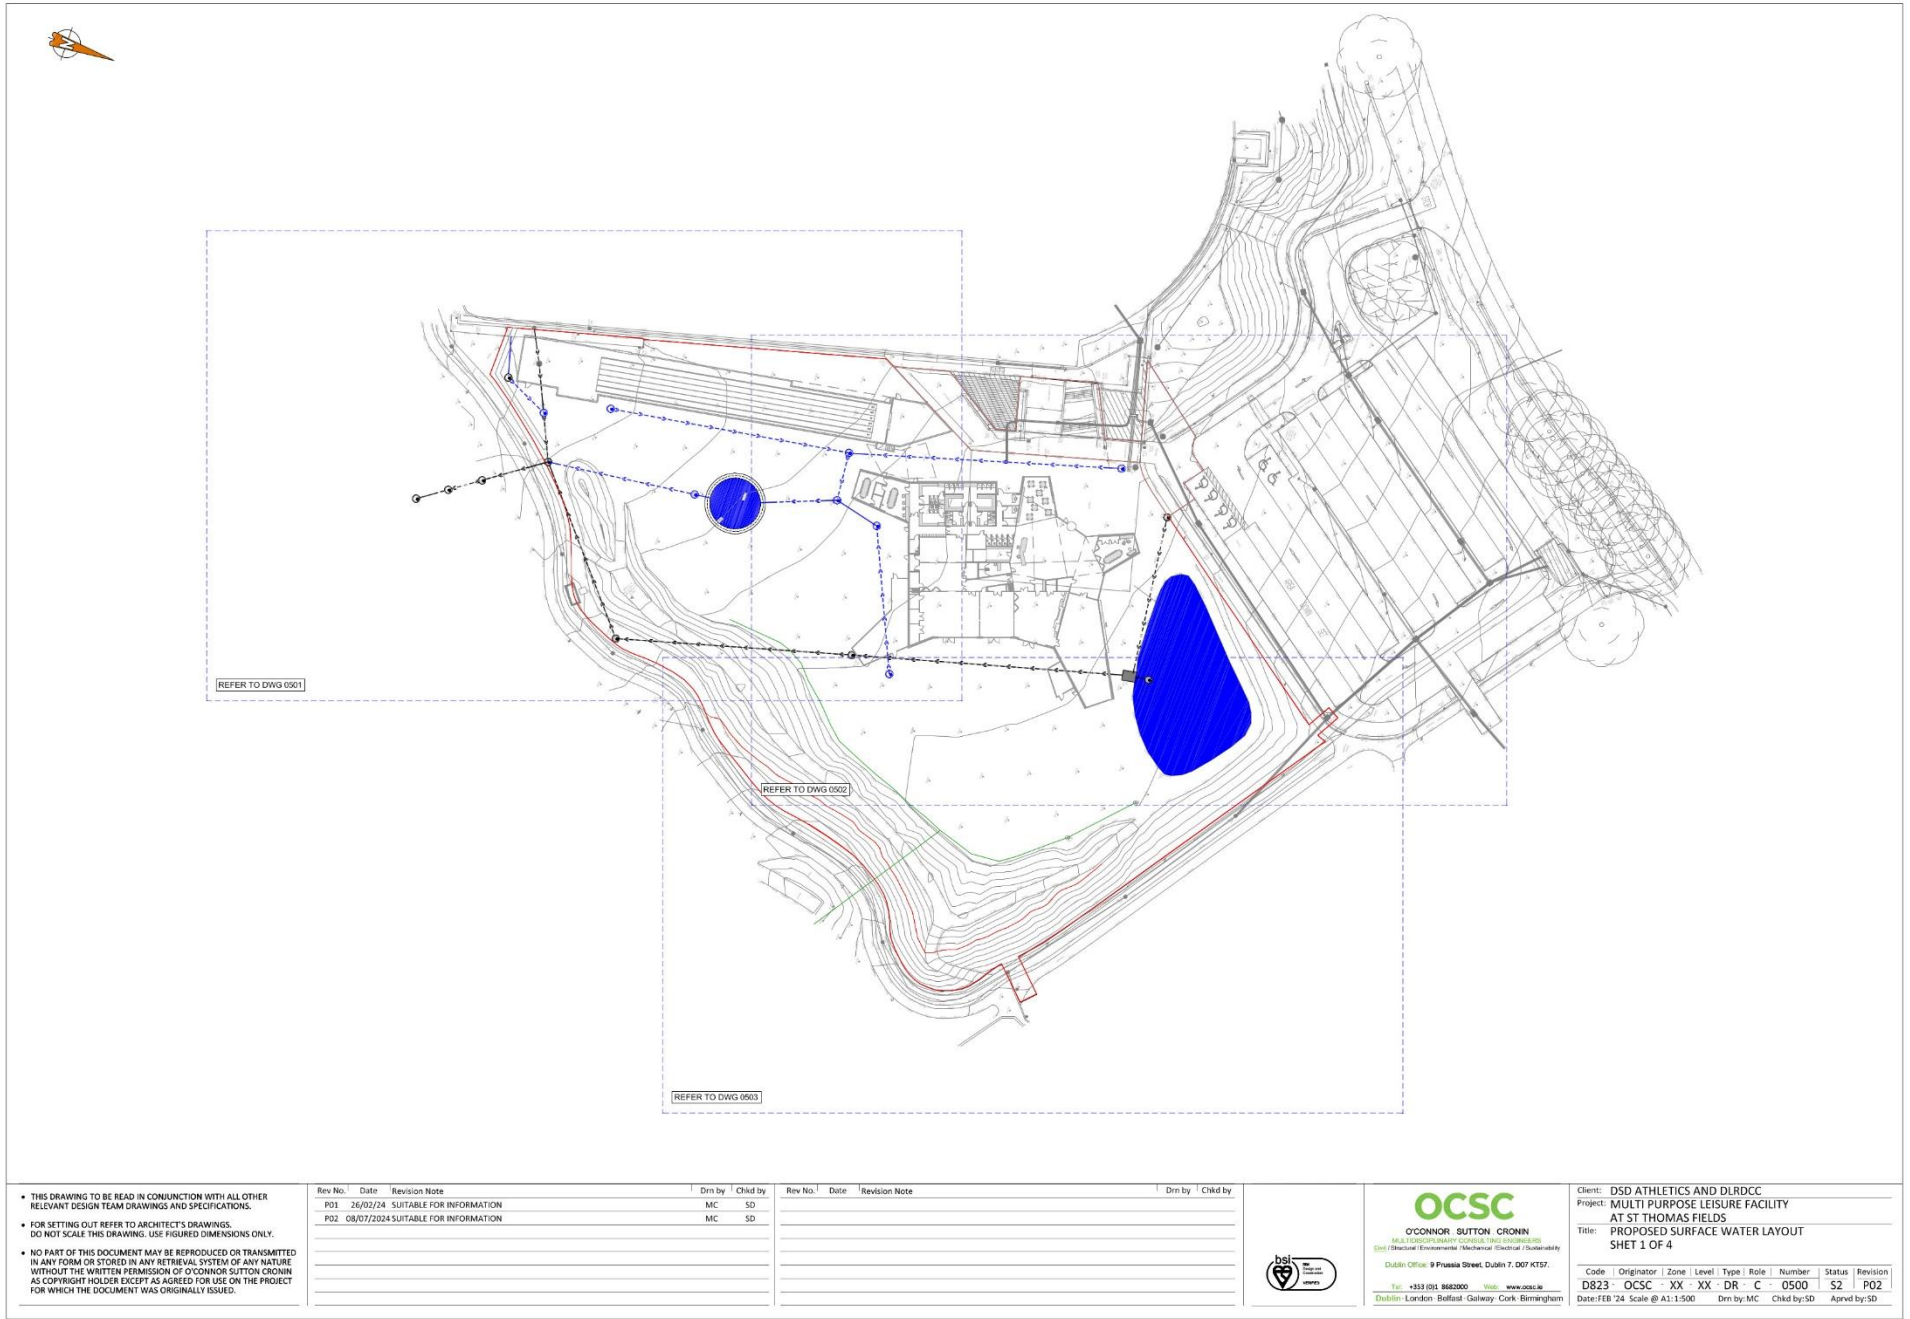 N
REFER TO DWG 0501
REFER TO DWG 0502
REFER TO DWG 0503
• THIS DRAWING TO BE READ IN CONJUNCTION WITH ALL OTHER
RELEVANT DESIGN TEAM DRAWINGS AND SPECIFICATIONS.
• FOR SETTING OUT REFER TO ARCHITECT'S DRAWINGS.
DO NOT SCALE THIS DRAWING. USE FIGURED DIMENSIONS ONLY.
• NO PART OF THIS DOCUMENT MAY BE REPRODUCED OR TRANSMITTED
IN ANY FORM OR STORED IN ANY RETRIEVAL SYSTEM OF ANY NATURE
WITHOUT THE WRITTEN PERMISSION OF O'CONNOR SUTTON CRONIN
AS COPYRIGHT HOLDER EXCEPT AS AGREED FOR USE ON THE PROJECT
FOR WHICH THE DOCUMENT WAS ORIGINALLY ISSUED.
Rev No. Date Revision Note Drn by Chkd by
P01 26/02/24 SUITABLE FOR INFORMATION MC SD
P02 08/07/2024 SUITABLE FOR INFORMATION MC SD
Rev No. Date Revision Note Drn by Chkd by
bsi.
VERIFIED
OCSC
O'CONNOR SUTTON CRONIN
MULTIDISCIPLINARY CONSULTING ENGINEERS
Civil / Structural / Environmental / Mechanical / Electrical / Sustainability
Dublin Office: 9 Prussia Street, Dublin 7. D07 KT57.
Tel: +353 (0)1 8682000 Web: www.ocsc.ie
Dublin · London · Belfast · Galway · Cork · Birmingham
Client: DSD ATHLETICS AND DLRDCC
Project: MULTI PURPOSE LEISURE FACILITY
AT ST THOMAS FIELDS
Title: PROPOSED SURFACE WATER LAYOUT
SHET 1 OF 4
Code Originator Zone Level Type Role Number Status Revision
D823 · OCSC · XX · XX · DR · C · 0500 S2 P02
Date:FEB '24 Scale @ A1:1:500 Drn by:MC Chkd by:SD Aprvd by:SD